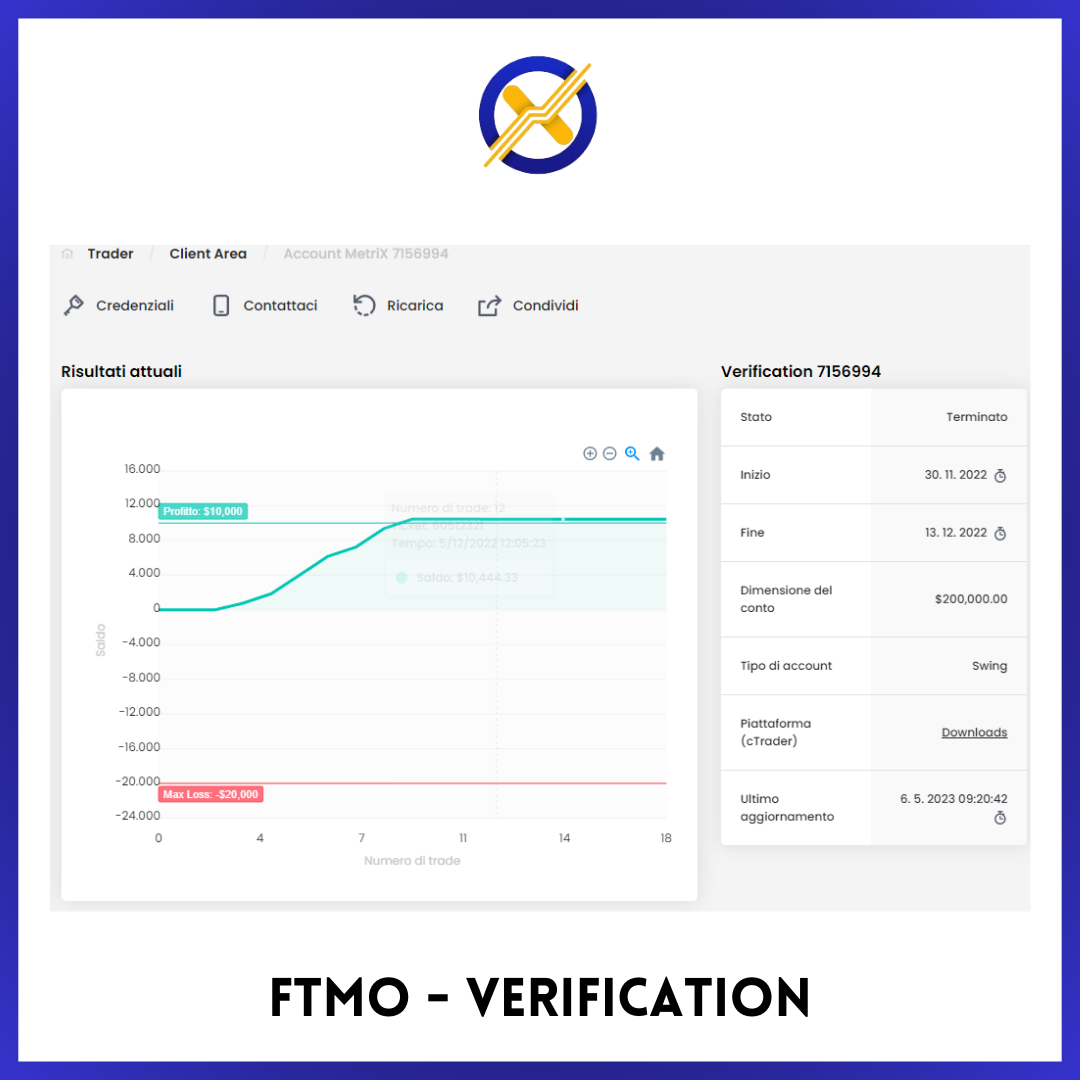 Trader / Client Area / Account MetriX 7156994
Credenziali Contattaci Ricarica Condividi
Risultati attuali
16.000
12.000
8.000
4.000
0
-4.000
-8.000
-12.000
-16.000
-20.000
-24.000
Saldo
Profitto: $10,000
Numero di trade: 12
Ticket: 60512321
Tempo: 5/12/2022 12:05:23
Saldo: $10,444.33
Max Loss: -$20,000
0 4 7 11 14 18
Numero di trade
Verification 7156994
Stato Terminato
Inizio 30. 11. 2022
Fine 13. 12. 2022
Dimensione del
conto
$200,000.00
Tipo di account Swing
Piattaforma
(cTrader)
Downloads
Ultimo
aggiornamento
6. 5. 2023 09:20:42
FTMO - VERIFICATION